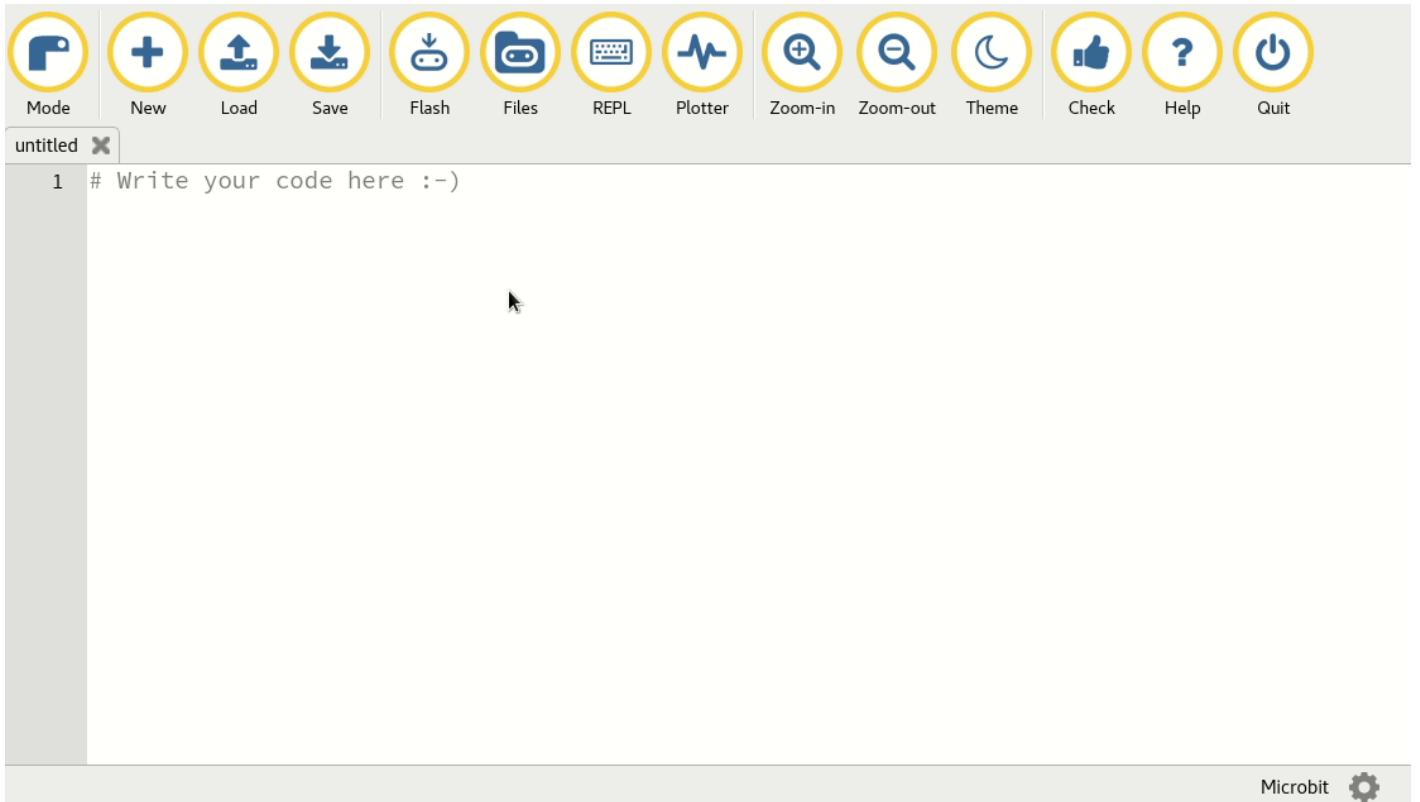 Mode New Load Save Flash Files REPL Plotter Zoom-in Zoom-out Theme Check Help Quit
untitled
1 # Write your code here :-)
Microbit